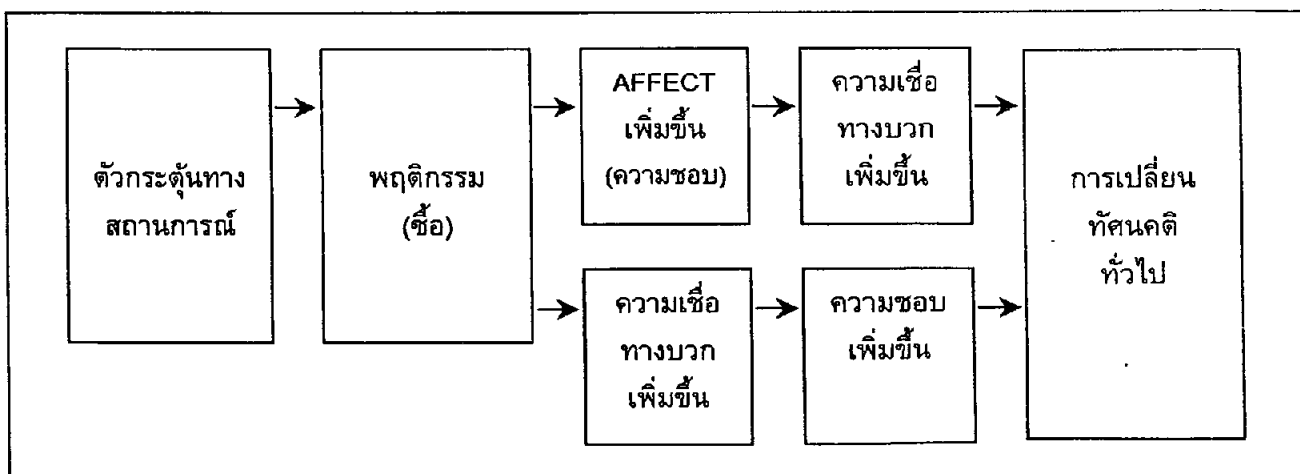 ตัวกระตุ้นทาง
สถานการณ์
พฤติกรรม
(ซื้อ)
AFFECT
เพิ่มขึ้น
(ความชอบ)
ความเชื่อ
ทางบวก
เพิ่มขึ้น
ความเชื่อ
ทางบวก
เพิ่มขึ้น
ความชอบ
เพิ่มขึ้น
การเปลี่ยน
ทัศนคติ
ทั่วไป